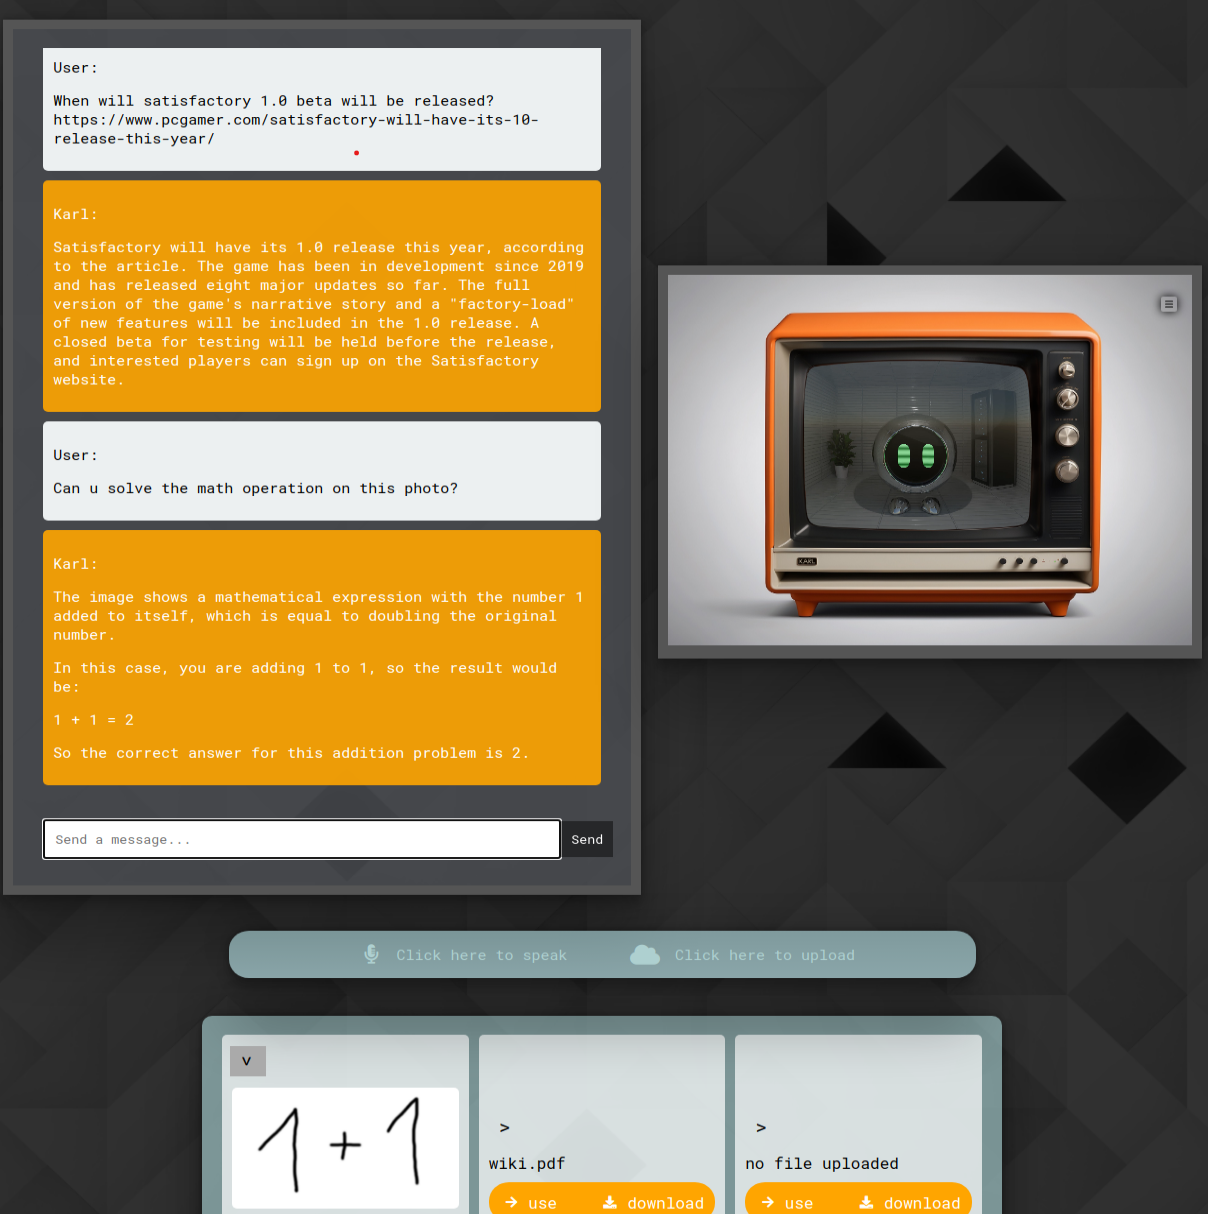 User:
When will satisfactory 1.0 beta will be released?
https://www.pcgamer.com/satisfactory-will-have-its-10-
release-this-year/
Karl:
Satisfactory will have its 1.0 release this year, according
to the article. The game has been in development since 2019
and has released eight major updates so far. The full
version of the game's narrative story and a "factory-load"
of new features will be included in the 1.0 release. A
closed beta for testing will be held before the release,
and interested players can sign up on the Satisfactory
website.
User:
Can u solve the math operation on this photo?
Karl:
The image shows a mathematical expression with the number 1
added to itself, which is equal to doubling the original
number.
In this case, you are adding 1 to 1, so the result would
be:
1 + 1 = 2
So the correct answer for this addition problem is 2.
Send a message...
Send
KARL
Click here to speak
Click here to upload
v
1 + 1
>
wiki.pdf
use
download
>
no file uploaded
use
download